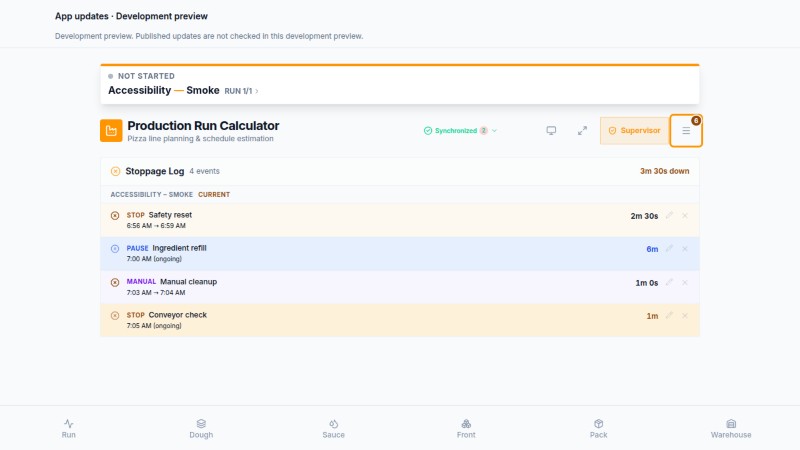 App updates · Development preview
Development preview. Published updates are not checked in this development preview.
NOT STARTED
Accessibility — Smoke RUN 1/1 ›
Production Run Calculator
Pizza line planning & schedule estimation
Synchronized
Supervisor
6
Stoppage Log 4 events 3m 30s down
ACCESSIBILITY – SMOKE CURRENT
STOP Safety reset 2m 30s
6:56 AM → 6:59 AM
PAUSE Ingredient refill 6m
7:00 AM (ongoing)
MANUAL Manual cleanup 1m 0s
7:03 AM → 7:04 AM
STOP Conveyor check 1m
7:05 AM (ongoing)
Run Dough Sauce Front Pack Warehouse